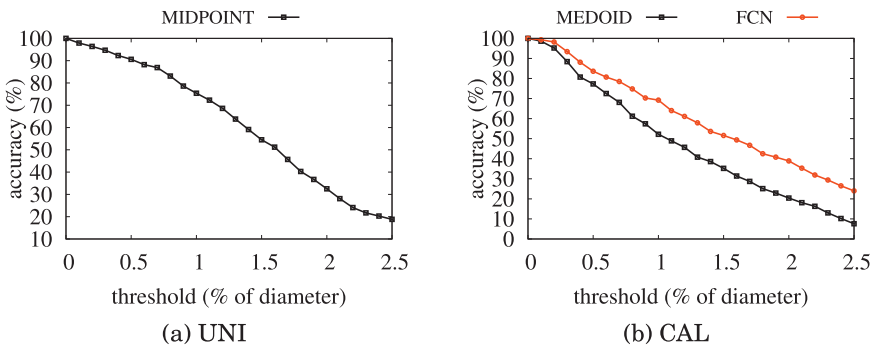 MIDPOINT
100
90
80
70
60
50
40
30
20
10
accuracy (%)
0 0.5 1 1.5 2 2.5
threshold (% of diameter)
(a) UNI
MEDOID FCN
100
90
80
70
60
50
40
30
20
10
0
accuracy (%)
0 0.5 1 1.5 2 2.5
threshold (% of diameter)
(b) CAL